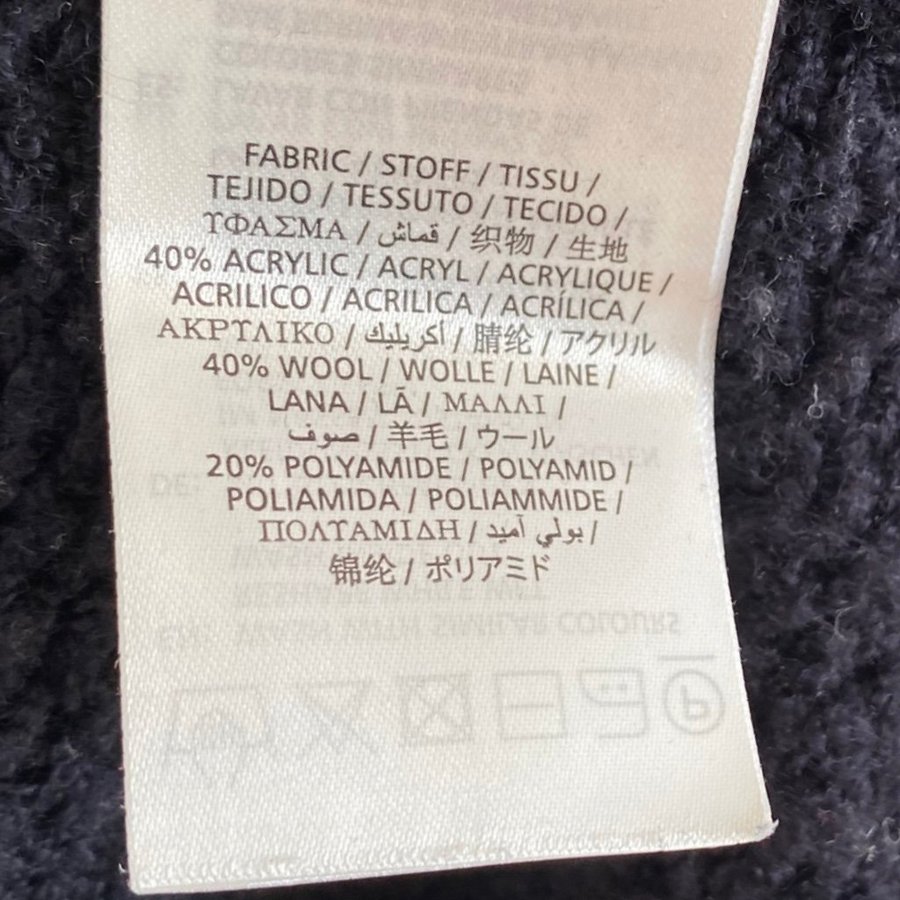 FABRIC / STOFF / TISSU /
TEJIDO / TESSUTO / TECIDO /
ΥΦΑΣΜΑ / قماش / 织物 / 生地
40% ACRYLIC / ACRYL / ACRYLIQUE /
ACRILICO / ACRILICA / ACRÍLICA /
ΑΚΡΥΛΙΚΟ / أكريليك / 腈纶 / アクリル
40% WOOL / WOLLE / LAINE /
LANA / LÃ / ΜΑΛΛΙ /
صوف / 羊毛 / ウール
20% POLYAMIDE / POLYAMID /
POLIAMIDA / POLIAMMIDE /
ΠΟΛΥΑΜΙΔΗ / بولي آميد /
锦纶 / ポリアミド